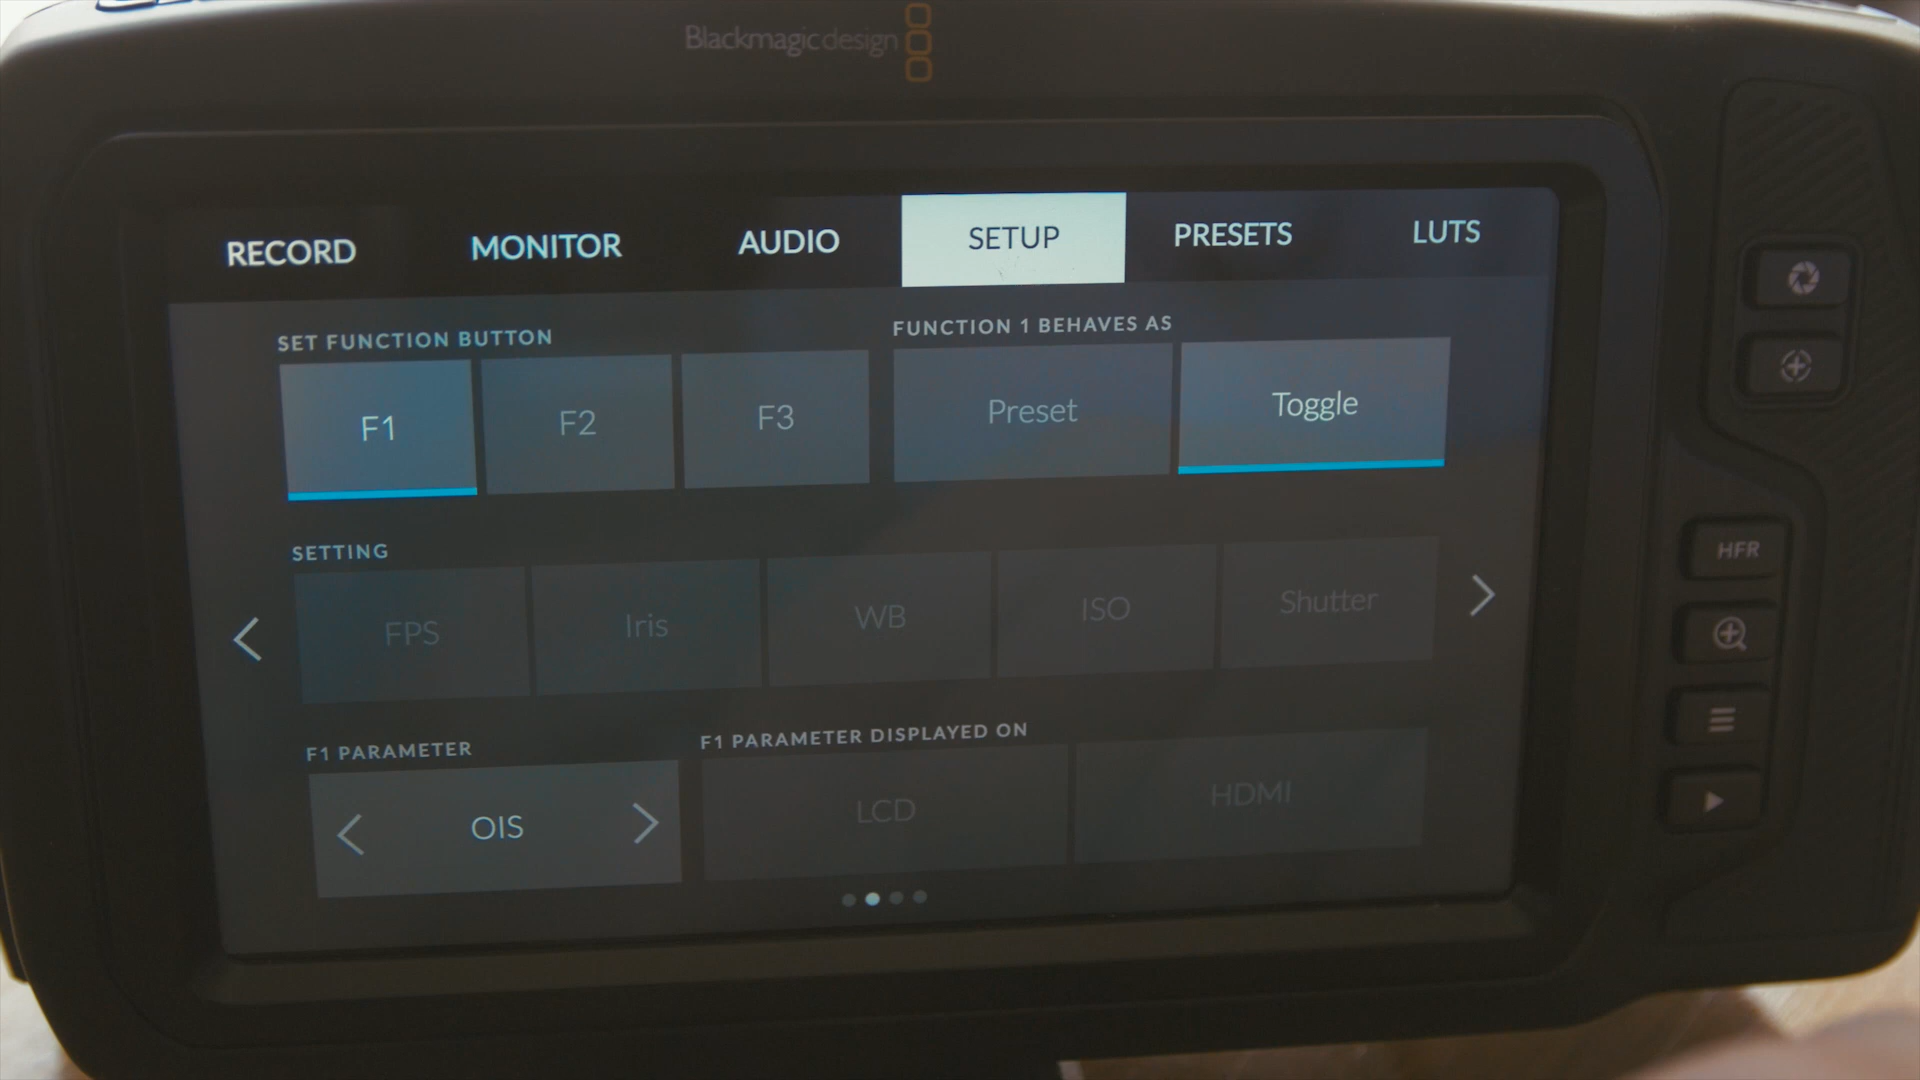 Blackmagicdesign
RECORD MONITOR AUDIO SETUP PRESETS LUTS
SET FUNCTION BUTTON
F1 F2 F3
FUNCTION 1 BEHAVES AS
Preset Toggle
SETTING
FPS Iris WB ISO Shutter
F1 PARAMETER
OIS
F1 PARAMETER DISPLAYED ON
LCD HDMI
HFR